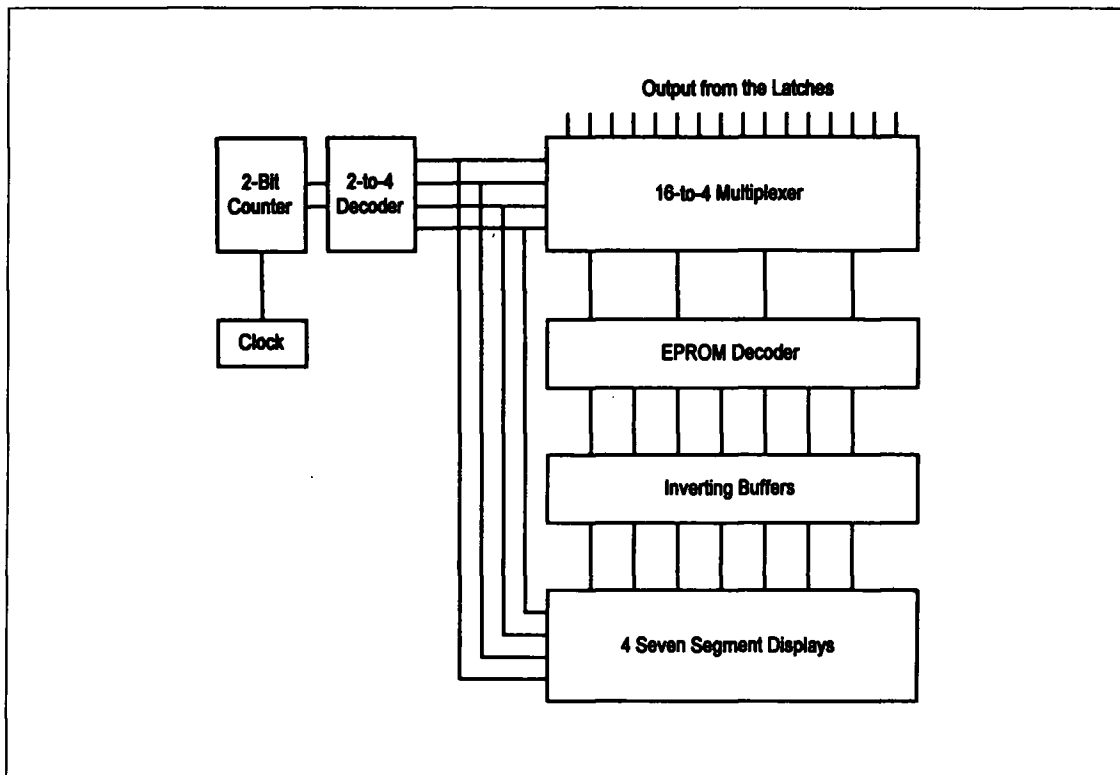 Output from the Latches
2-Bit
Counter
2-to-4
Decoder
16-to-4 Multiplexer
Clock
EPROM Decoder
Inverting Buffers
4 Seven Segment Displays